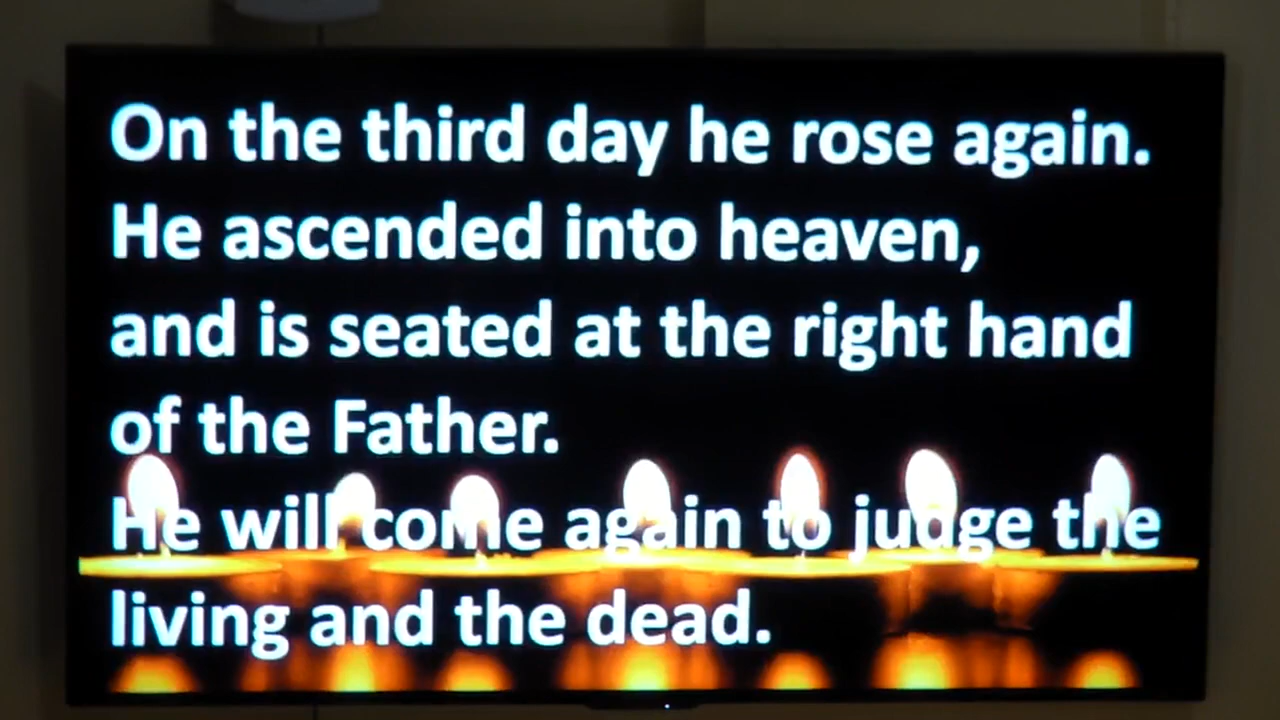 On the third day he rose again.
He ascended into heaven,
and is seated at the right hand
of the Father.
He will come again to judge the
living and the dead.